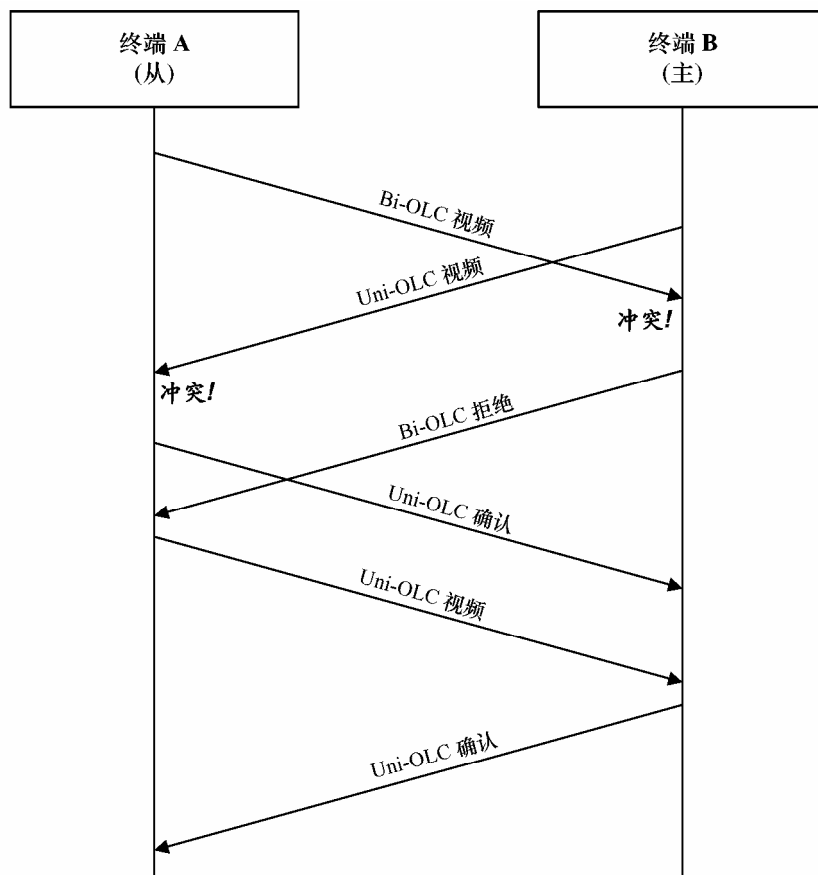 终端 A
(从)
终端 B
(主)
Bi-OLC 视频
Uni-OLC 视频
冲突!
冲突!
Bi-OLC 拒绝
Uni-OLC 确认
Uni-OLC 视频
Uni-OLC 确认